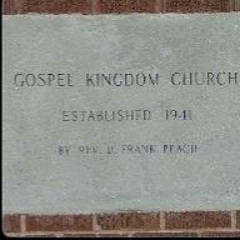 GOSPEL KINGDOM CHURCH
ESTABLISHED 1941
BY REV. D. FRANK PEACH